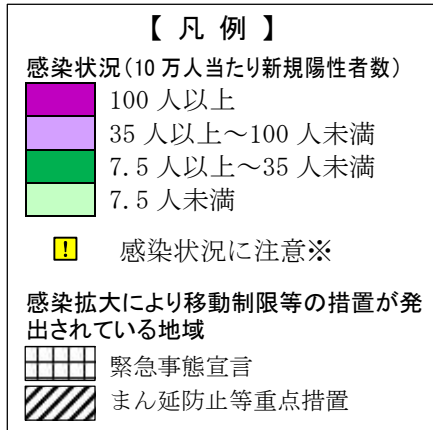 【 凡 例 】
感染状況(10 万人当たり新規陽性者数)
100 人以上
35 人以上～100 人未満
7.5 人以上～35 人未満
7.5 人未満
! 感染状況に注意※
感染拡大により移動制限等の措置が発
出されている地域
緊急事態宣言
まん延防止等重点措置